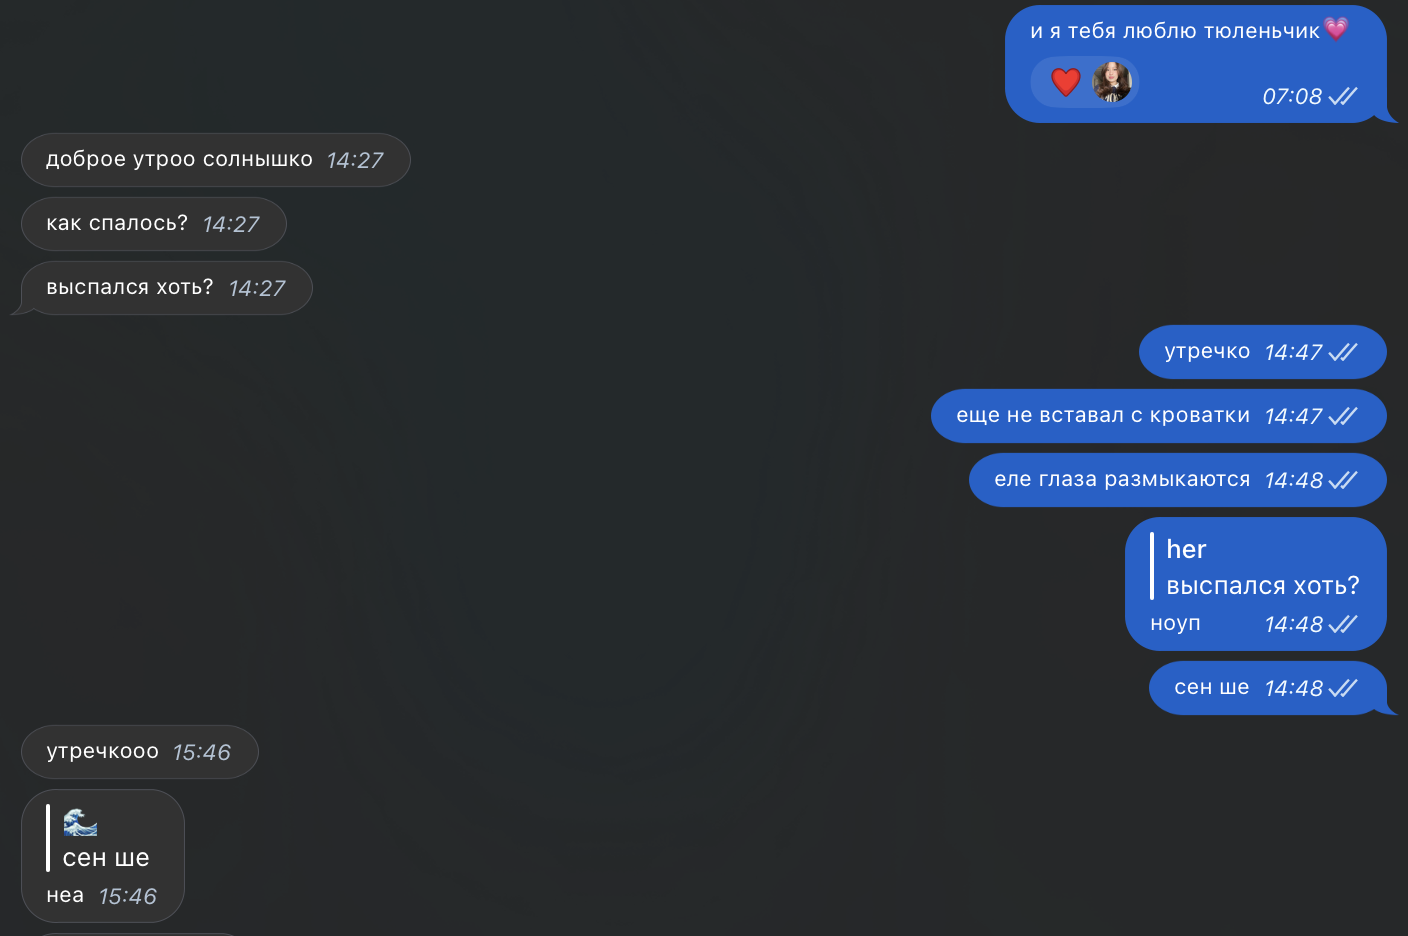 и я тебя люблю тюленьчик💗
❤️
07:08
доброе утроо солнышко 14:27
как спалось? 14:27
выспался хоть? 14:27
утречко 14:47
еще не вставал с кроватки 14:47
еле глаза размыкаются 14:48
her
выспался хоть?
ноуп 14:48
сен ше 14:48
утречкооо 15:46
🌊
сен ше
неа 15:46